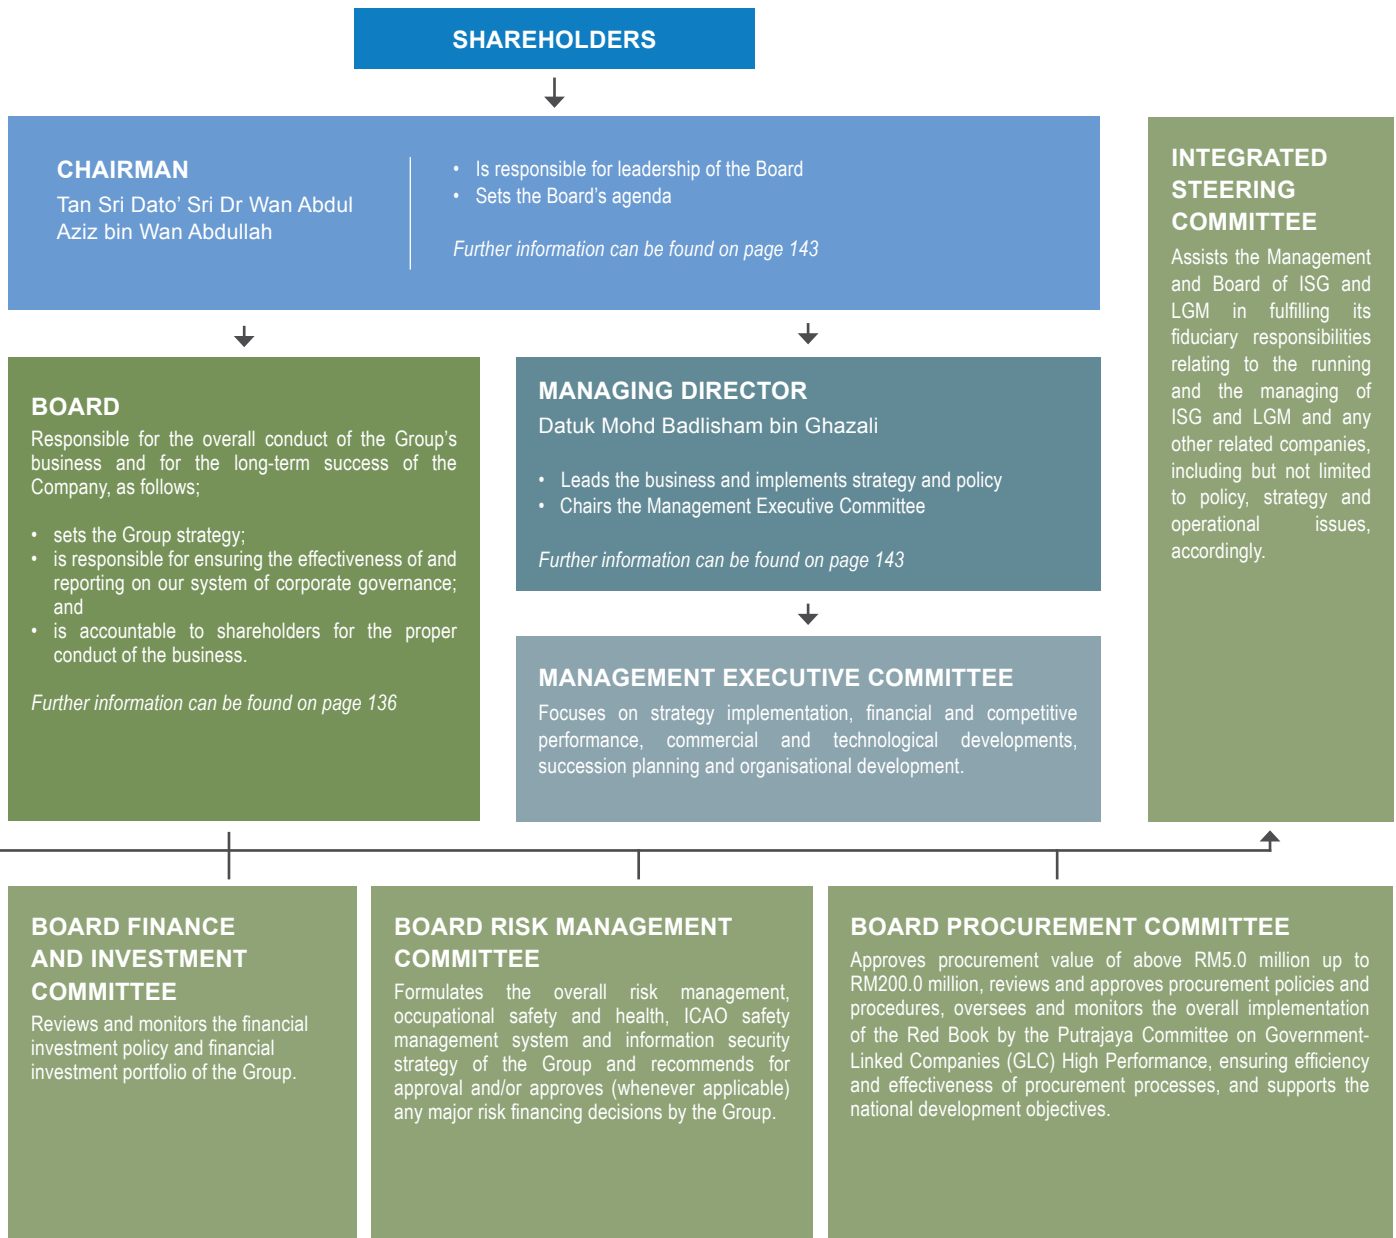 SHAREHOLDERS
CHAIRMAN
Tan Sri Dato’ Sri Dr Wan Abdul
Aziz bin Wan Abdullah
• Is responsible for leadership of the Board
• Sets the Board’s agenda
Further information can be found on page 143
INTEGRATED
STEERING
COMMITTEE
Assists the Management
and Board of ISG and
LGM in fulfilling its
fiduciary responsibilities
relating to the running
and the managing of
ISG and LGM and any
other related companies,
including but not limited
to policy, strategy and
operational issues,
accordingly.
BOARD
Responsible for the overall conduct of the Group’s
business and for the long-term success of the
Company, as follows;
• sets the Group strategy;
• is responsible for ensuring the effectiveness of and
reporting on our system of corporate governance;
and
• is accountable to shareholders for the proper
conduct of the business.
Further information can be found on page 136
MANAGING DIRECTOR
Datuk Mohd Badlisham bin Ghazali
• Leads the business and implements strategy and policy
• Chairs the Management Executive Committee
Further information can be found on page 143
MANAGEMENT EXECUTIVE COMMITTEE
Focuses on strategy implementation, financial and competitive
performance, commercial and technological developments,
succession planning and organisational development.
BOARD FINANCE
AND INVESTMENT
COMMITTEE
Reviews and monitors the financial
investment policy and financial
investment portfolio of the Group.
BOARD RISK MANAGEMENT
COMMITTEE
Formulates the overall risk management,
occupational safety and health, ICAO safety
management system and information security
strategy of the Group and recommends for
approval and/or approves (whenever applicable)
any major risk financing decisions by the Group.
BOARD PROCUREMENT COMMITTEE
Approves procurement value of above RM5.0 million up to
RM200.0 million, reviews and approves procurement policies and
procedures, oversees and monitors the overall implementation
of the Red Book by the Putrajaya Committee on Government-
Linked Companies (GLC) High Performance, ensuring efficiency
and effectiveness of procurement processes, and supports the
national development objectives.